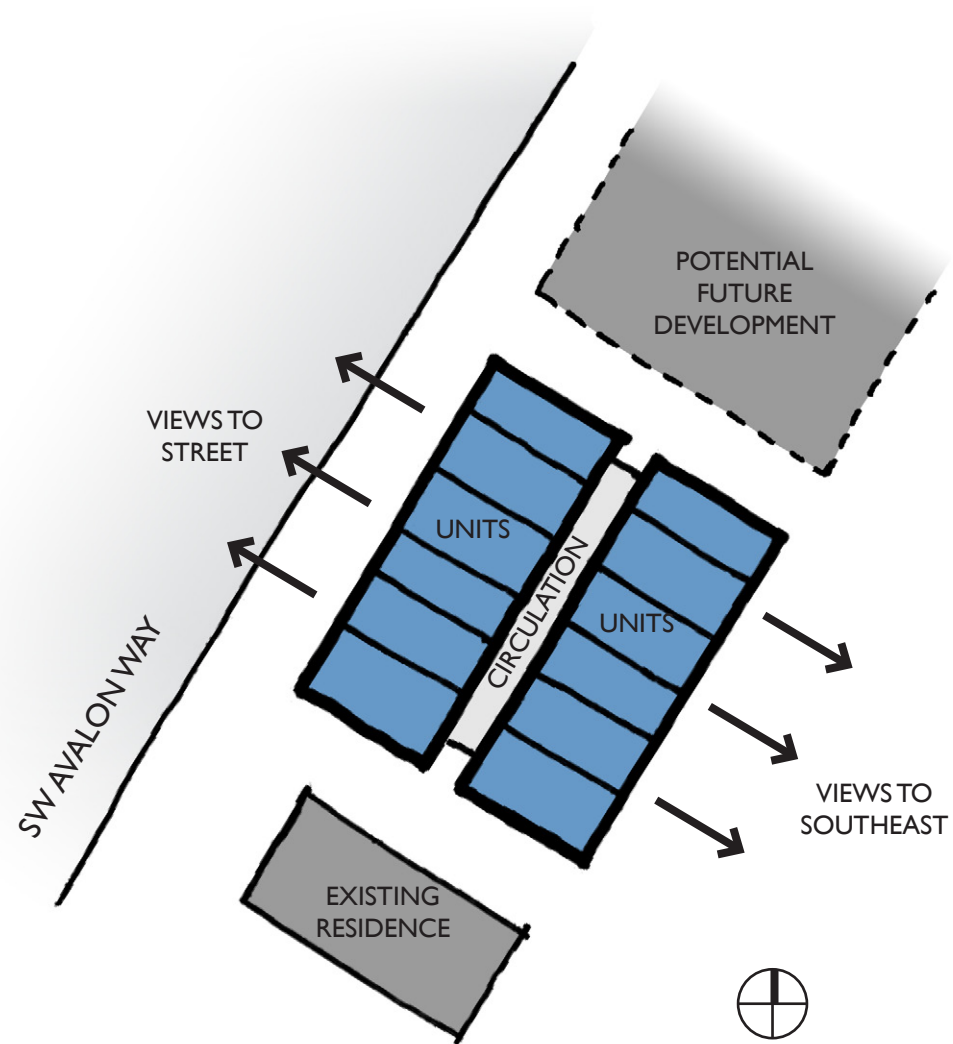 POTENTIAL
FUTURE
DEVELOPMENT
VIEWS TO
STREET
UNITS
CIRCULATION
UNITS
SW AVALON WAY
VIEWS TO
SOUTHEAST
EXISTING
RESIDENCE